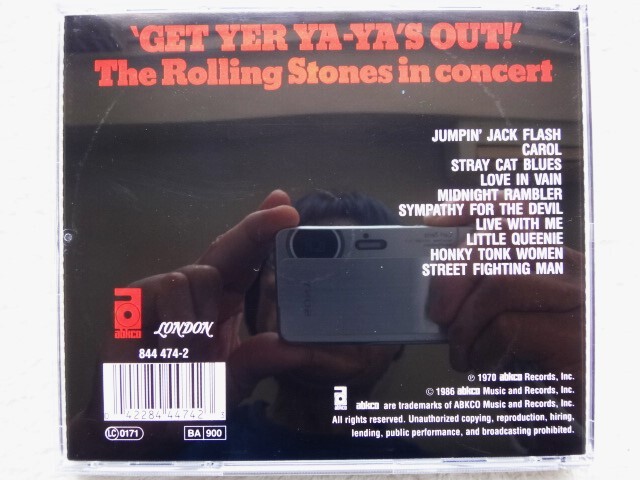 'GET YER YA-YA'S OUT!'
The Rolling Stones in concert
JUMPIN' JACK FLASH
CAROL
STRAY CAT BLUES
LOVE IN VAIN
MIDNIGHT RAMBLER
SYMPATHY FOR THE DEVIL
LIVE WITH ME
LITTLE QUEENIE
HONKY TONK WOMEN
STREET FIGHTING MAN
abkco
LONDON
844 474-2
0 42284 44742
LC 0171
BA 900
℗ 1970 abkco Records, Inc.
© 1986 abkco Music and Records, Inc.
abkco abkco are trademarks of ABKCO Music and Records, Inc.
All rights reserved. Unauthorized copying, reproduction, hiring,
lending, public performance, and broadcasting prohibited.